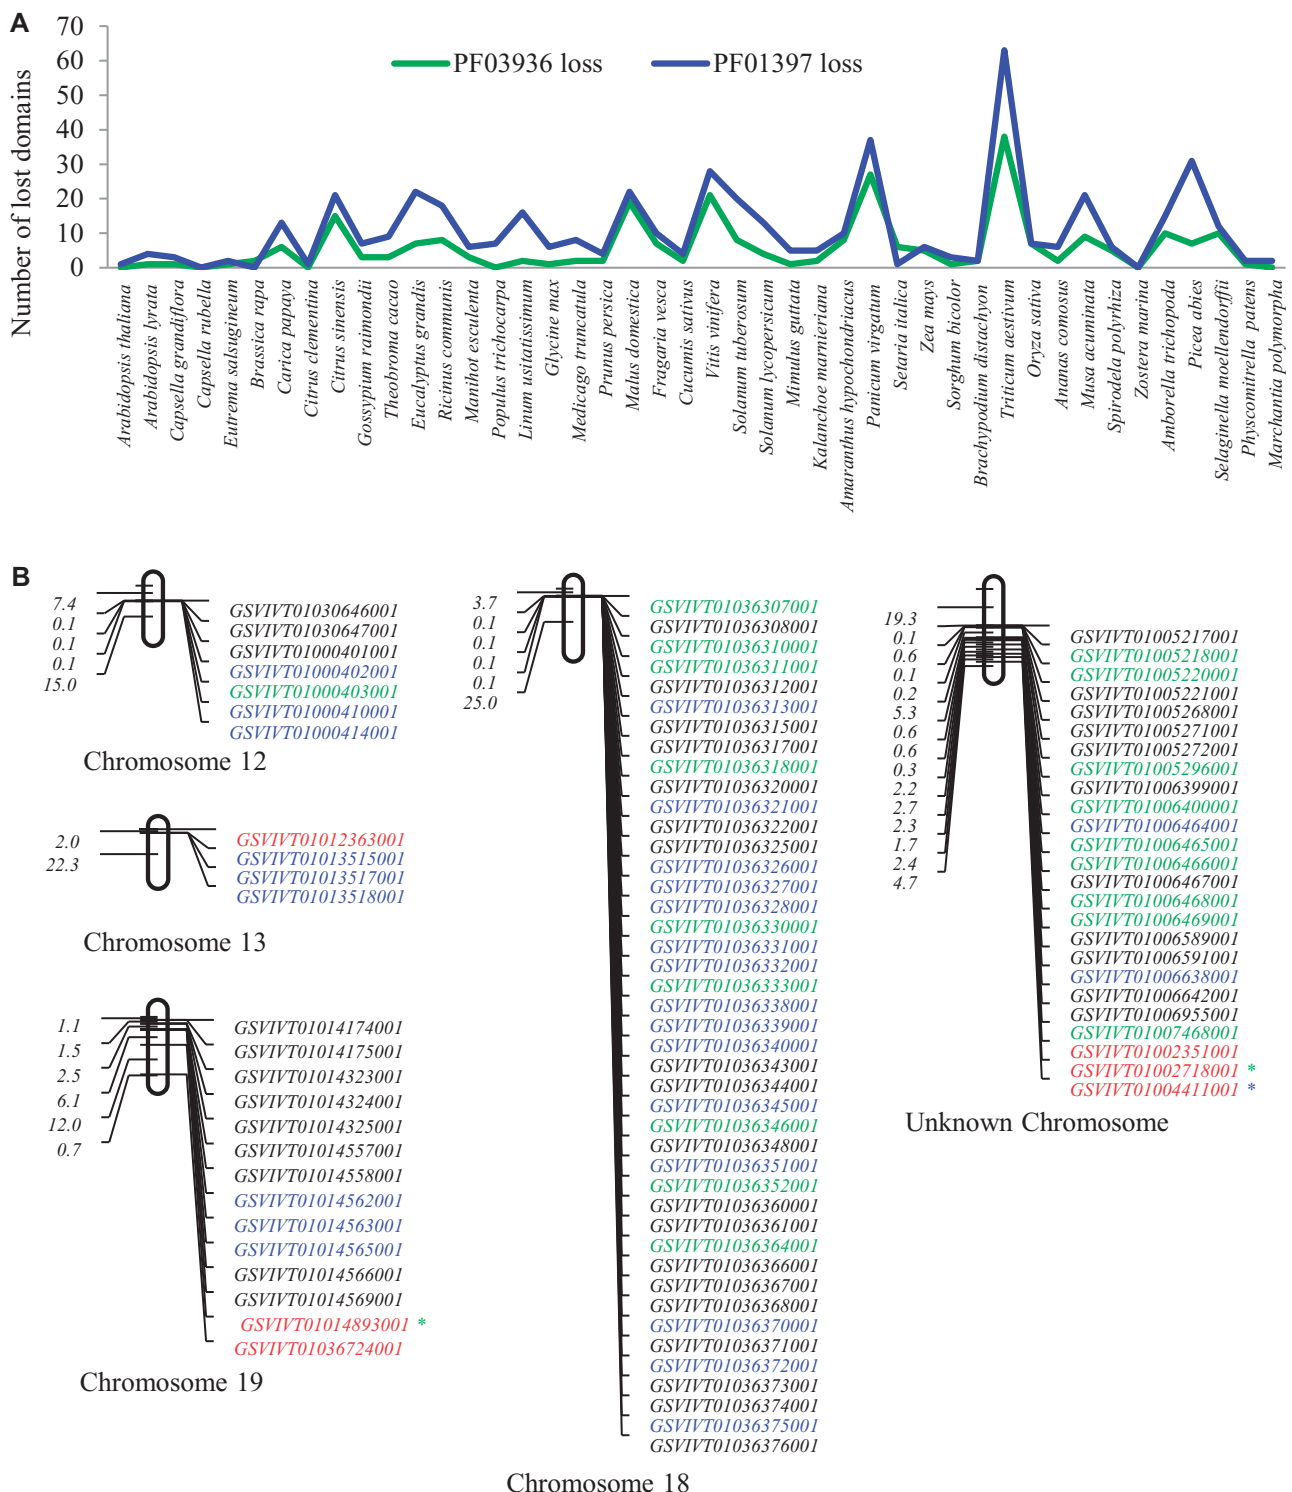 A
Number of lost domains
70
60
50
40
30
20
10
0
PF03936 loss
PF01397 loss
Arabidopsis thaliana
Arabidopsis lyrata
Capsella grandiflora
Capsella rubella
Eutrema salsugineum
Brassica rapa
Carica papaya
Citrus clementina
Citrus sinensis
Gossypium raimondii
Theobroma cacao
Eucalyptus grandis
Ricinus communis
Manihot esculenta
Populus trichocarpa
Linum usitatissimum
Glycine max
Medicago truncatula
Prunus persica
Malus domestica
Fragaria vesca
Cucumis sativus
Vitis vinifera
Solanum tuberosum
Solanum lycopersicum
Mimulus guttata
Kalanchoe marnieriama
Amaranthus hypochondriacus
Panicum virgatum
Setaria italica
Zea mays
Sorghum bicolor
Brachypodium distachyon
Triticum aestivum
Oryza sativa
Ananas comosus
Musa acuminata
Spirodela polyrhiza
Zostera marina
Amborella trichopoda
Picea abies
Selaginella moellendorffii
Physcomitrella patens
Marchantia polymorpha
B
7.4
0.1
0.1
0.1
15.0
GSVIVT01030646001
GSVIVT01030647001
GSVIVT01000401001
GSVIVT01000402001
GSVIVT01000403001
GSVIVT01000410001
GSVIVT01000414001
Chromosome 12
2.0
22.3
GSVIVT01012363001
GSVIVT01013515001
GSVIVT01013517001
GSVIVT01013518001
Chromosome 13
1.1
1.5
2.5
6.1
12.0
0.7
GSVIVT01014174001
GSVIVT01014175001
GSVIVT01014323001
GSVIVT01014324001
GSVIVT01014325001
GSVIVT01014557001
GSVIVT01014558001
GSVIVT01014562001
GSVIVT01014563001
GSVIVT01014565001
GSVIVT01014566001
GSVIVT01014569001
GSVIVT01014893001 *
GSVIVT01036724001
Chromosome 19
3.7
0.1
0.1
0.1
0.1
25.0
GSVIVT01036307001
GSVIVT01036308001
GSVIVT01036310001
GSVIVT01036311001
GSVIVT01036312001
GSVIVT01036313001
GSVIVT01036315001
GSVIVT01036317001
GSVIVT01036318001
GSVIVT01036320001
GSVIVT01036321001
GSVIVT01036322001
GSVIVT01036325001
GSVIVT01036326001
GSVIVT01036327001
GSVIVT01036328001
GSVIVT01036330001
GSVIVT01036331001
GSVIVT01036332001
GSVIVT01036333001
GSVIVT01036338001
GSVIVT01036339001
GSVIVT01036340001
GSVIVT01036343001
GSVIVT01036344001
GSVIVT01036345001
GSVIVT01036346001
GSVIVT01036348001
GSVIVT01036351001
GSVIVT01036352001
GSVIVT01036360001
GSVIVT01036361001
GSVIVT01036364001
GSVIVT01036366001
GSVIVT01036367001
GSVIVT01036368001
GSVIVT01036370001
GSVIVT01036371001
GSVIVT01036372001
GSVIVT01036373001
GSVIVT01036374001
GSVIVT01036375001
GSVIVT01036376001
Chromosome 18
19.3
0.1
0.6
0.1
0.2
5.3
0.6
0.6
0.3
2.2
2.7
2.3
1.7
2.4
4.7
GSVIVT01005217001
GSVIVT01005218001
GSVIVT01005220001
GSVIVT01005221001
GSVIVT01005268001
GSVIVT01005271001
GSVIVT01005272001
GSVIVT01005296001
GSVIVT01006399001
GSVIVT01006400001
GSVIVT01006464001
GSVIVT01006465001
GSVIVT01006466001
GSVIVT01006467001
GSVIVT01006468001
GSVIVT01006469001
GSVIVT01006589001
GSVIVT01006591001
GSVIVT01006638001
GSVIVT01006642001
GSVIVT01006955001
GSVIVT01007468001
GSVIVT01002351001
GSVIVT01002718001 *
GSVIVT01004411001 *
Unknown Chromosome